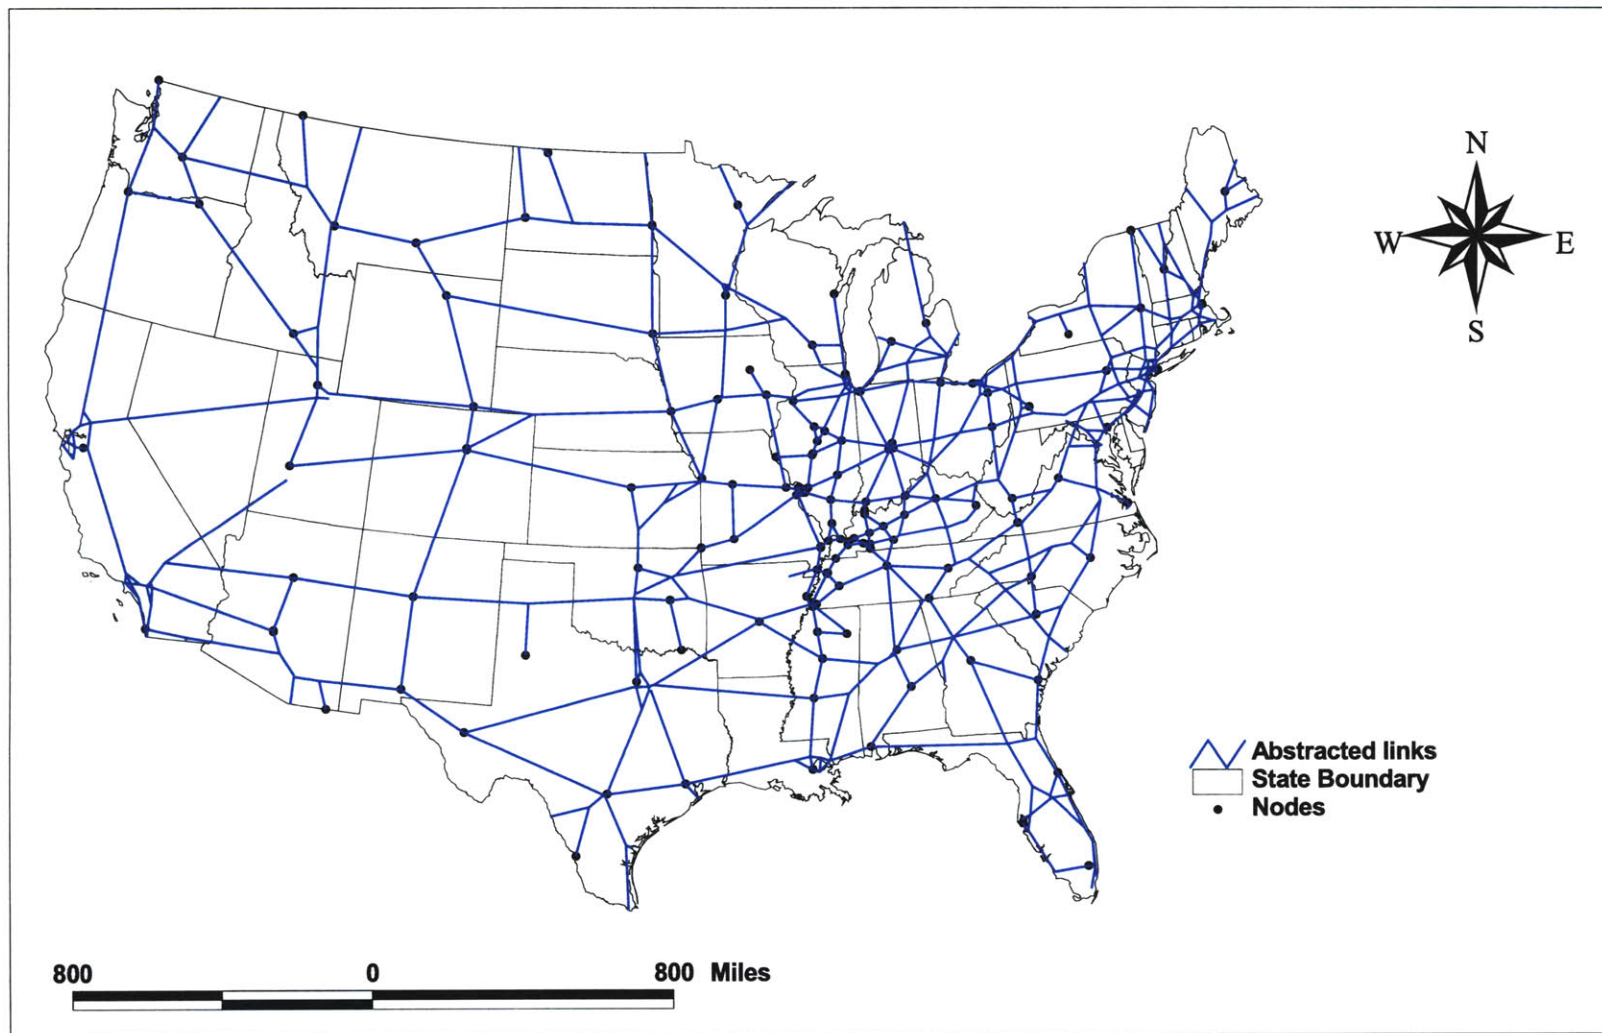 N
W E
S
Abstracted links
State Boundary
Nodes
800 0 800 Miles